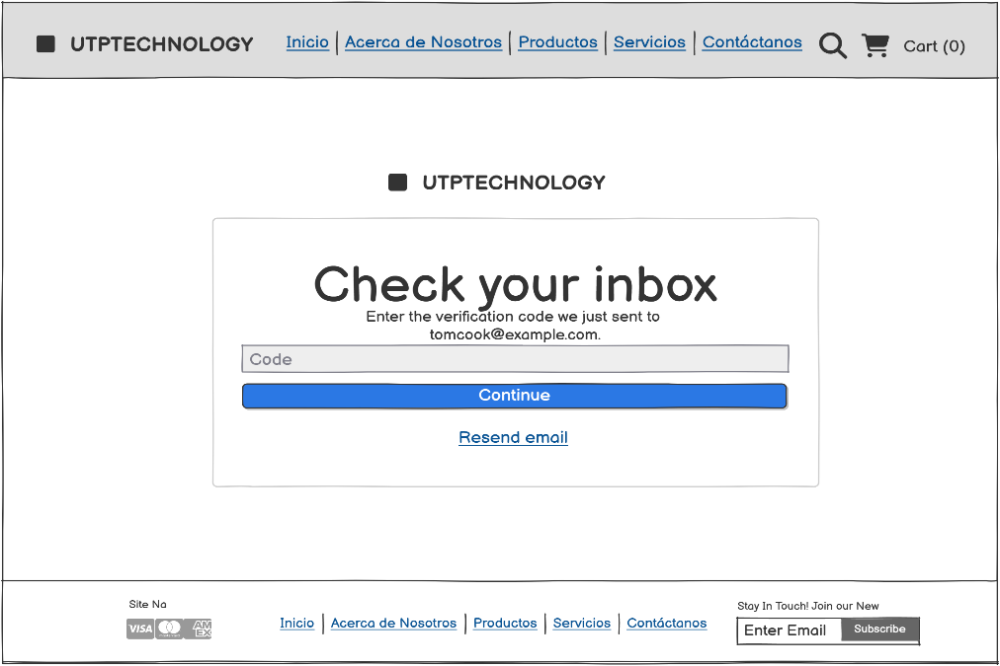 UTPTECHNOLOGY Inicio Acerca de Nosotros Productos Servicios Contáctanos Cart (0)
UTPTECHNOLOGY
Check your inbox
Enter the verification code we just sent to
tomcook@example.com.
Code
Continue
Resend email
Site Na
VISA AM EX
Inicio Acerca de Nosotros Productos Servicios Contáctanos
Stay In Touch! Join our New
Enter Email Subscribe